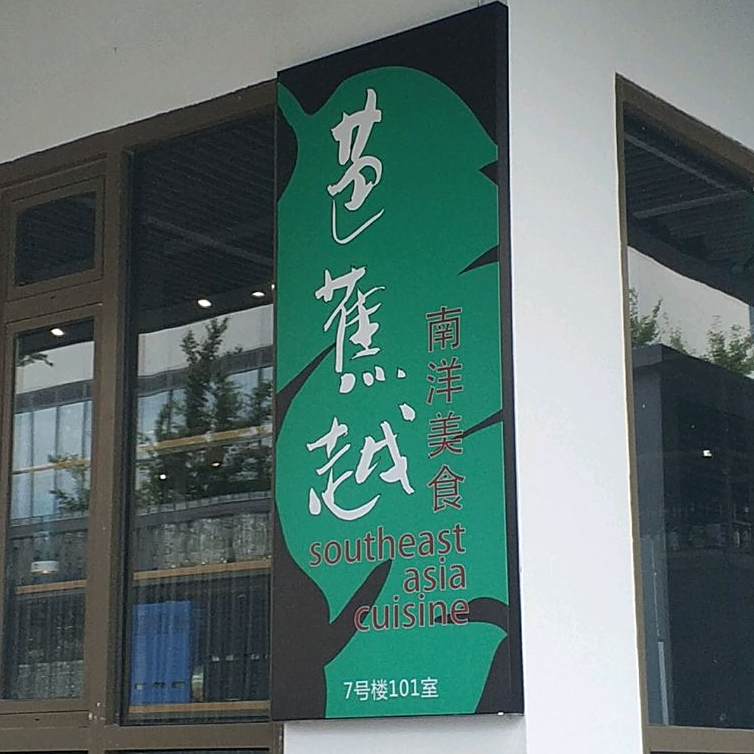 芭蕉越
南洋美食
southeast
asia
cuisine
7号楼101室